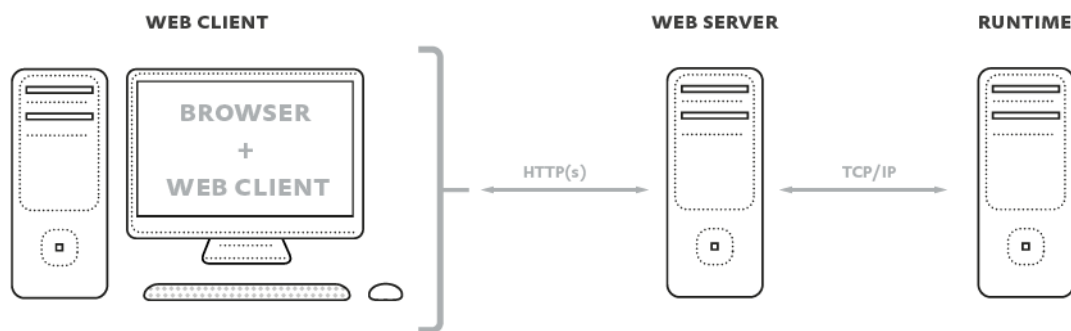 WEB CLIENT
WEB SERVER
RUNTIME
BROWSER
+
WEB CLIENT
HTTP(s)
TCP/IP